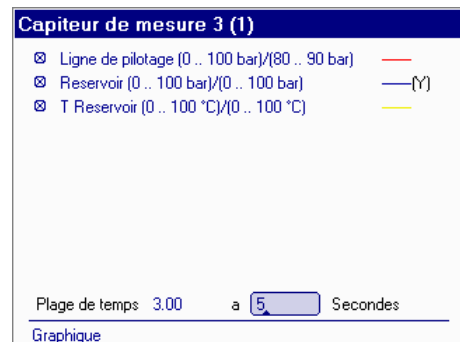 Capiteur de mesure 3 (1)
Ligne de pilotage (0 .. 100 bar)/(80 .. 90 bar)
Reservoir (0 .. 100 bar)/(0 .. 100 bar) (Y)
T Reservoir (0 .. 100 °C)/(0 .. 100 °C)
Plage de temps 3.00 a 5 Secondes
Graphique